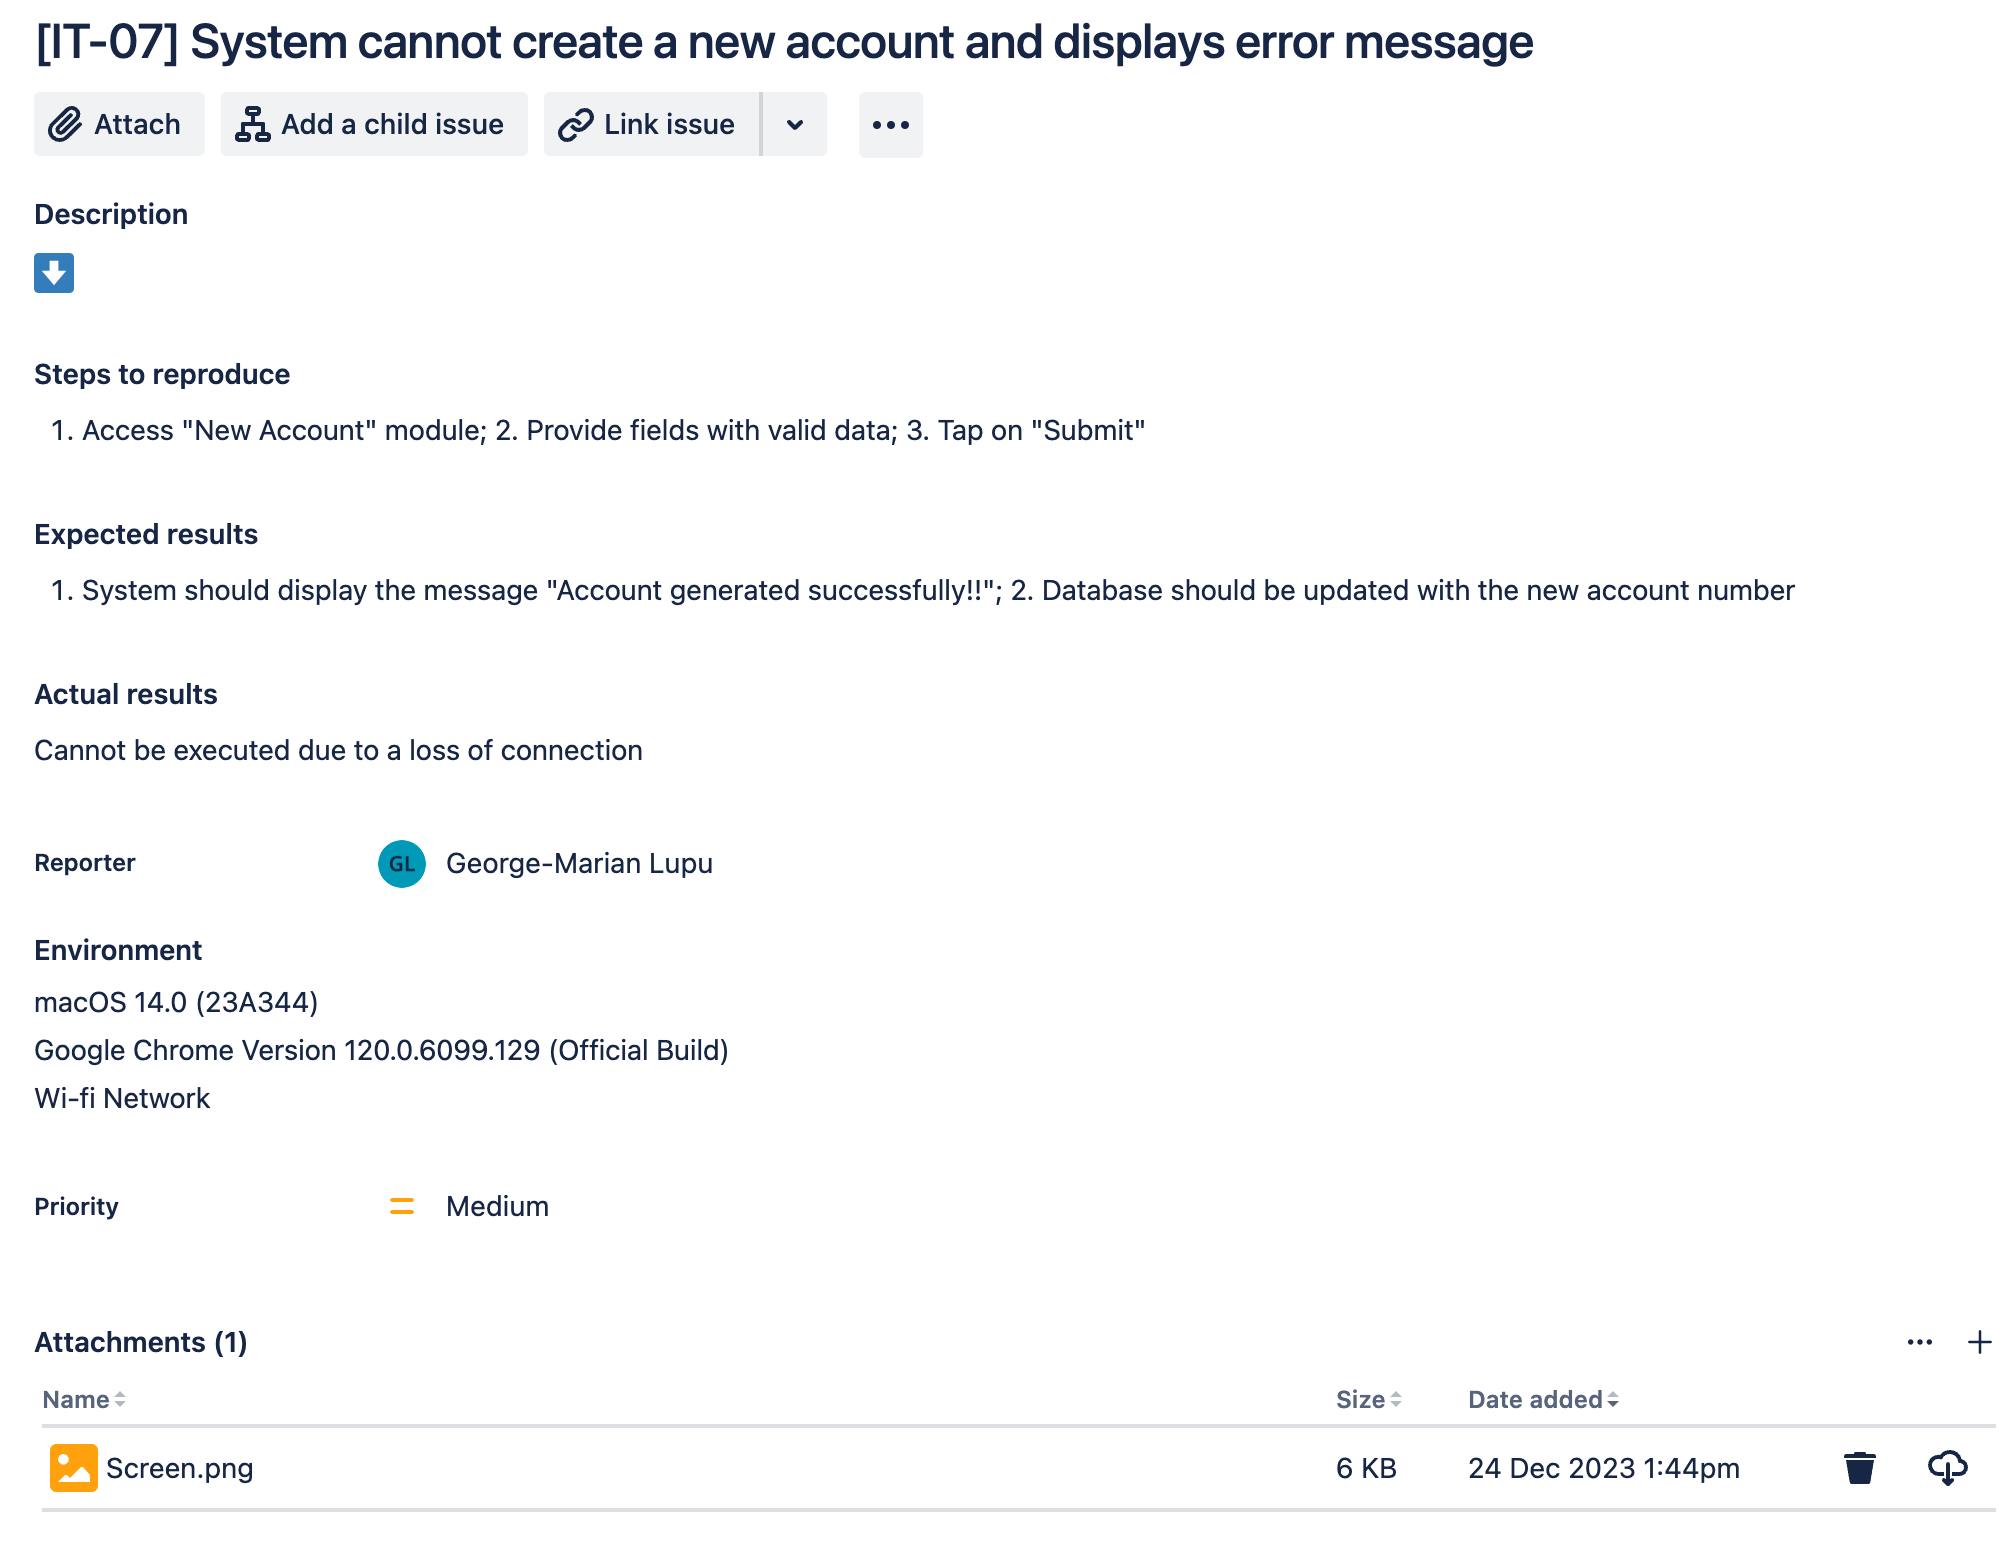 [IT-07] System cannot create a new account and displays error message
Attach
Add a child issue
Link issue
Description
Steps to reproduce
1. Access "New Account" module; 2. Provide fields with valid data; 3. Tap on "Submit"
Expected results
1. System should display the message "Account generated successfully!!"; 2. Database should be updated with the new account number
Actual results
Cannot be executed due to a loss of connection
Reporter GL George-Marian Lupu
Environment
macOS 14.0 (23A344)
Google Chrome Version 120.0.6099.129 (Official Build)
Wi-fi Network
Priority Medium
Attachments (1)
Name Size Date added
Screen.png 6 KB 24 Dec 2023 1:44pm